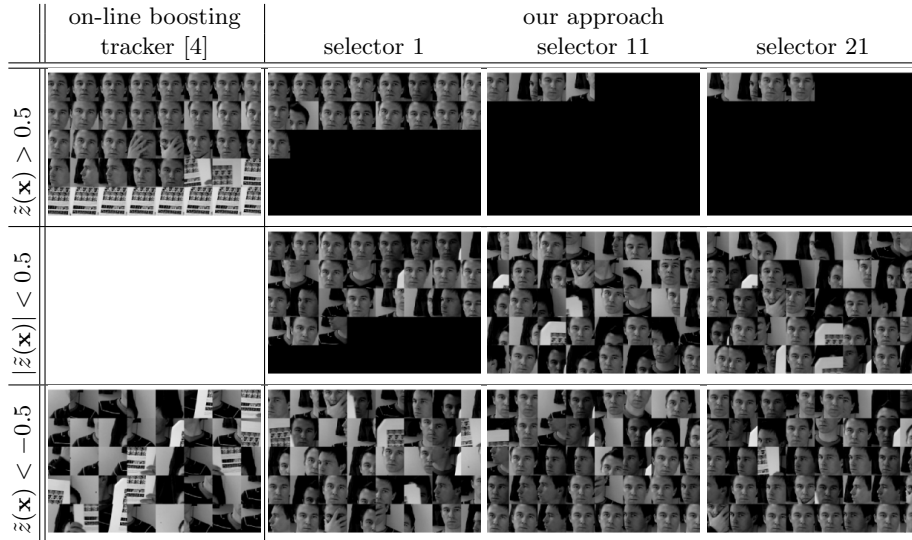 on-line boosting
tracker [4]
our approach
selector 1
selector 11
selector 21
z̃(x) > 0.5
|z̃(x)| < 0.5
z̃(x) < −0.5